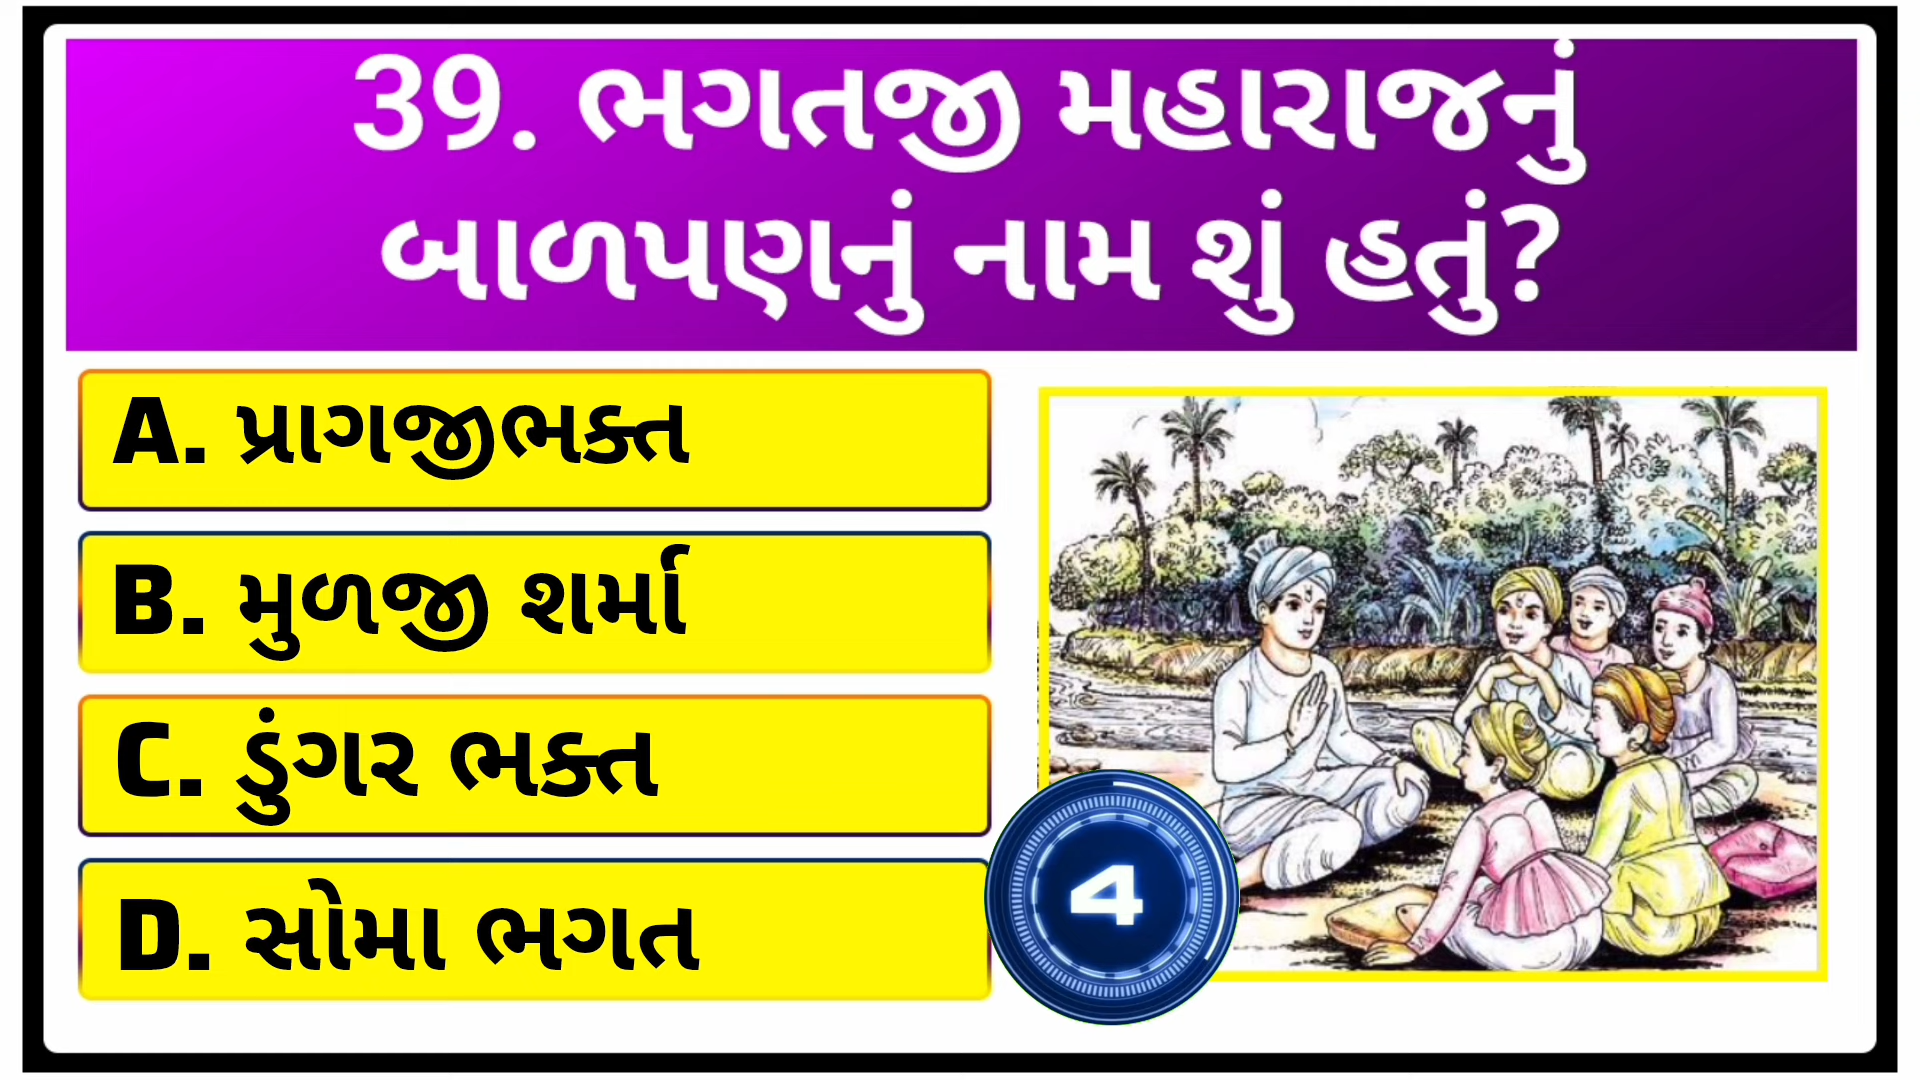 39. ભગતજી મહારાજનું
બાળપણનું નામ શું હતું?
A. પ્રાગજીભક્ત
B. મુળજી શર્મા
C. ડુંગર ભક્ત
D. સોમા ભગત
4